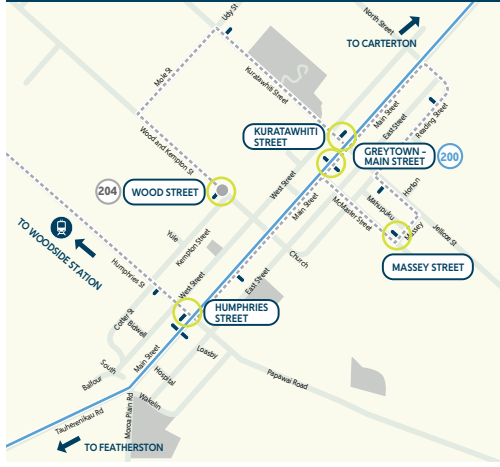 Udy St
North Street
TO CARTERTON
Mole St
Kuratawhiti Street
Main Street
East Street
Reading Street
KURATAWHITI
STREET
GREYTOWN –
MAIN STREET
200
Wood and Kempton St
West Street
204
WOOD STREET
Main Street
McMaster Street
Mahupuku
Horton
Massey
Jellicoe St
MASSEY STREET
TO WOODSIDE STATION
Yule
Kempton Street
Church
Humphries St
West Street
East Street
HUMPHRIES
STREET
Cotter St
Bidwell
Main Street
Loasby
South
Balfour
Hospital
Papawai Road
Wakelin
Moroa Plain Rd
Tauherenikau Rd
TO FEATHERSTON